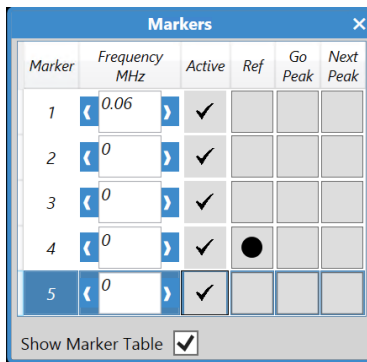 Markers ×
Marker Frequency MHz Active Ref Go Peak Next Peak
1 0.06 ✓
2 0 ✓
3 0 ✓
4 0 ✓ ●
5 0 ✓
Show Marker Table ✓